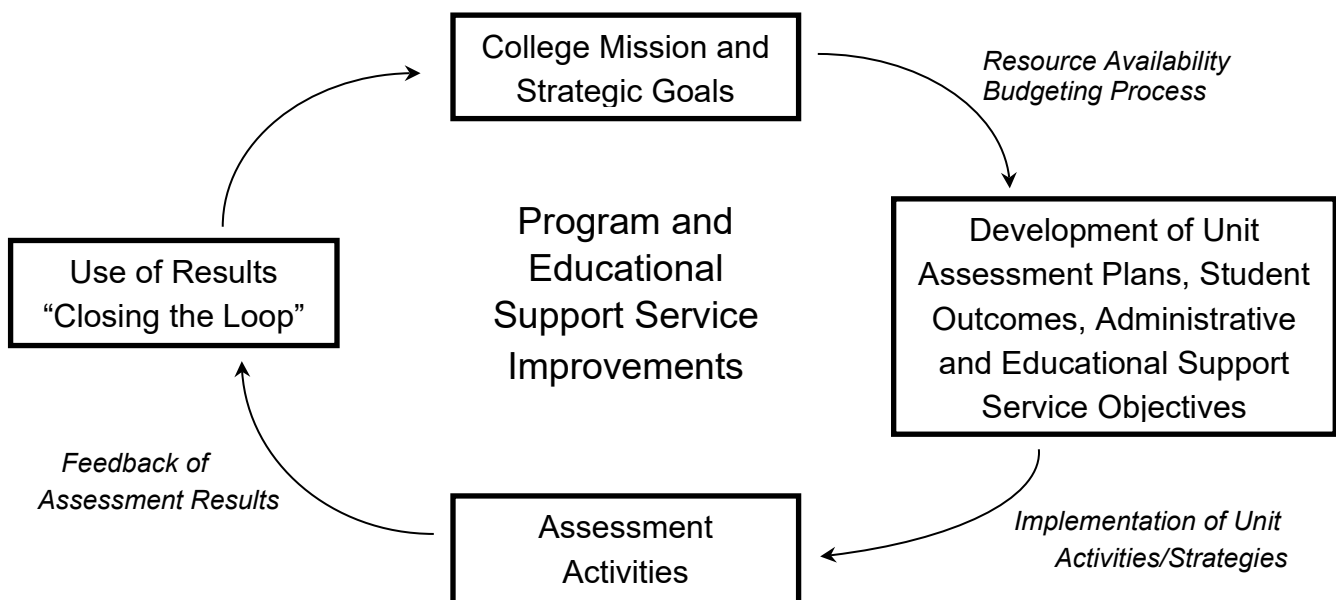 College Mission and
Strategic Goals
Resource Availability
Budgeting Process
Development of Unit
Assessment Plans, Student
Outcomes, Administrative
and Educational Support
Service Objectives
Program and
Educational
Support Service
Improvements
Use of Results
“Closing the Loop”
Feedback of
Assessment Results
Assessment
Activities
Implementation of Unit
Activities/Strategies